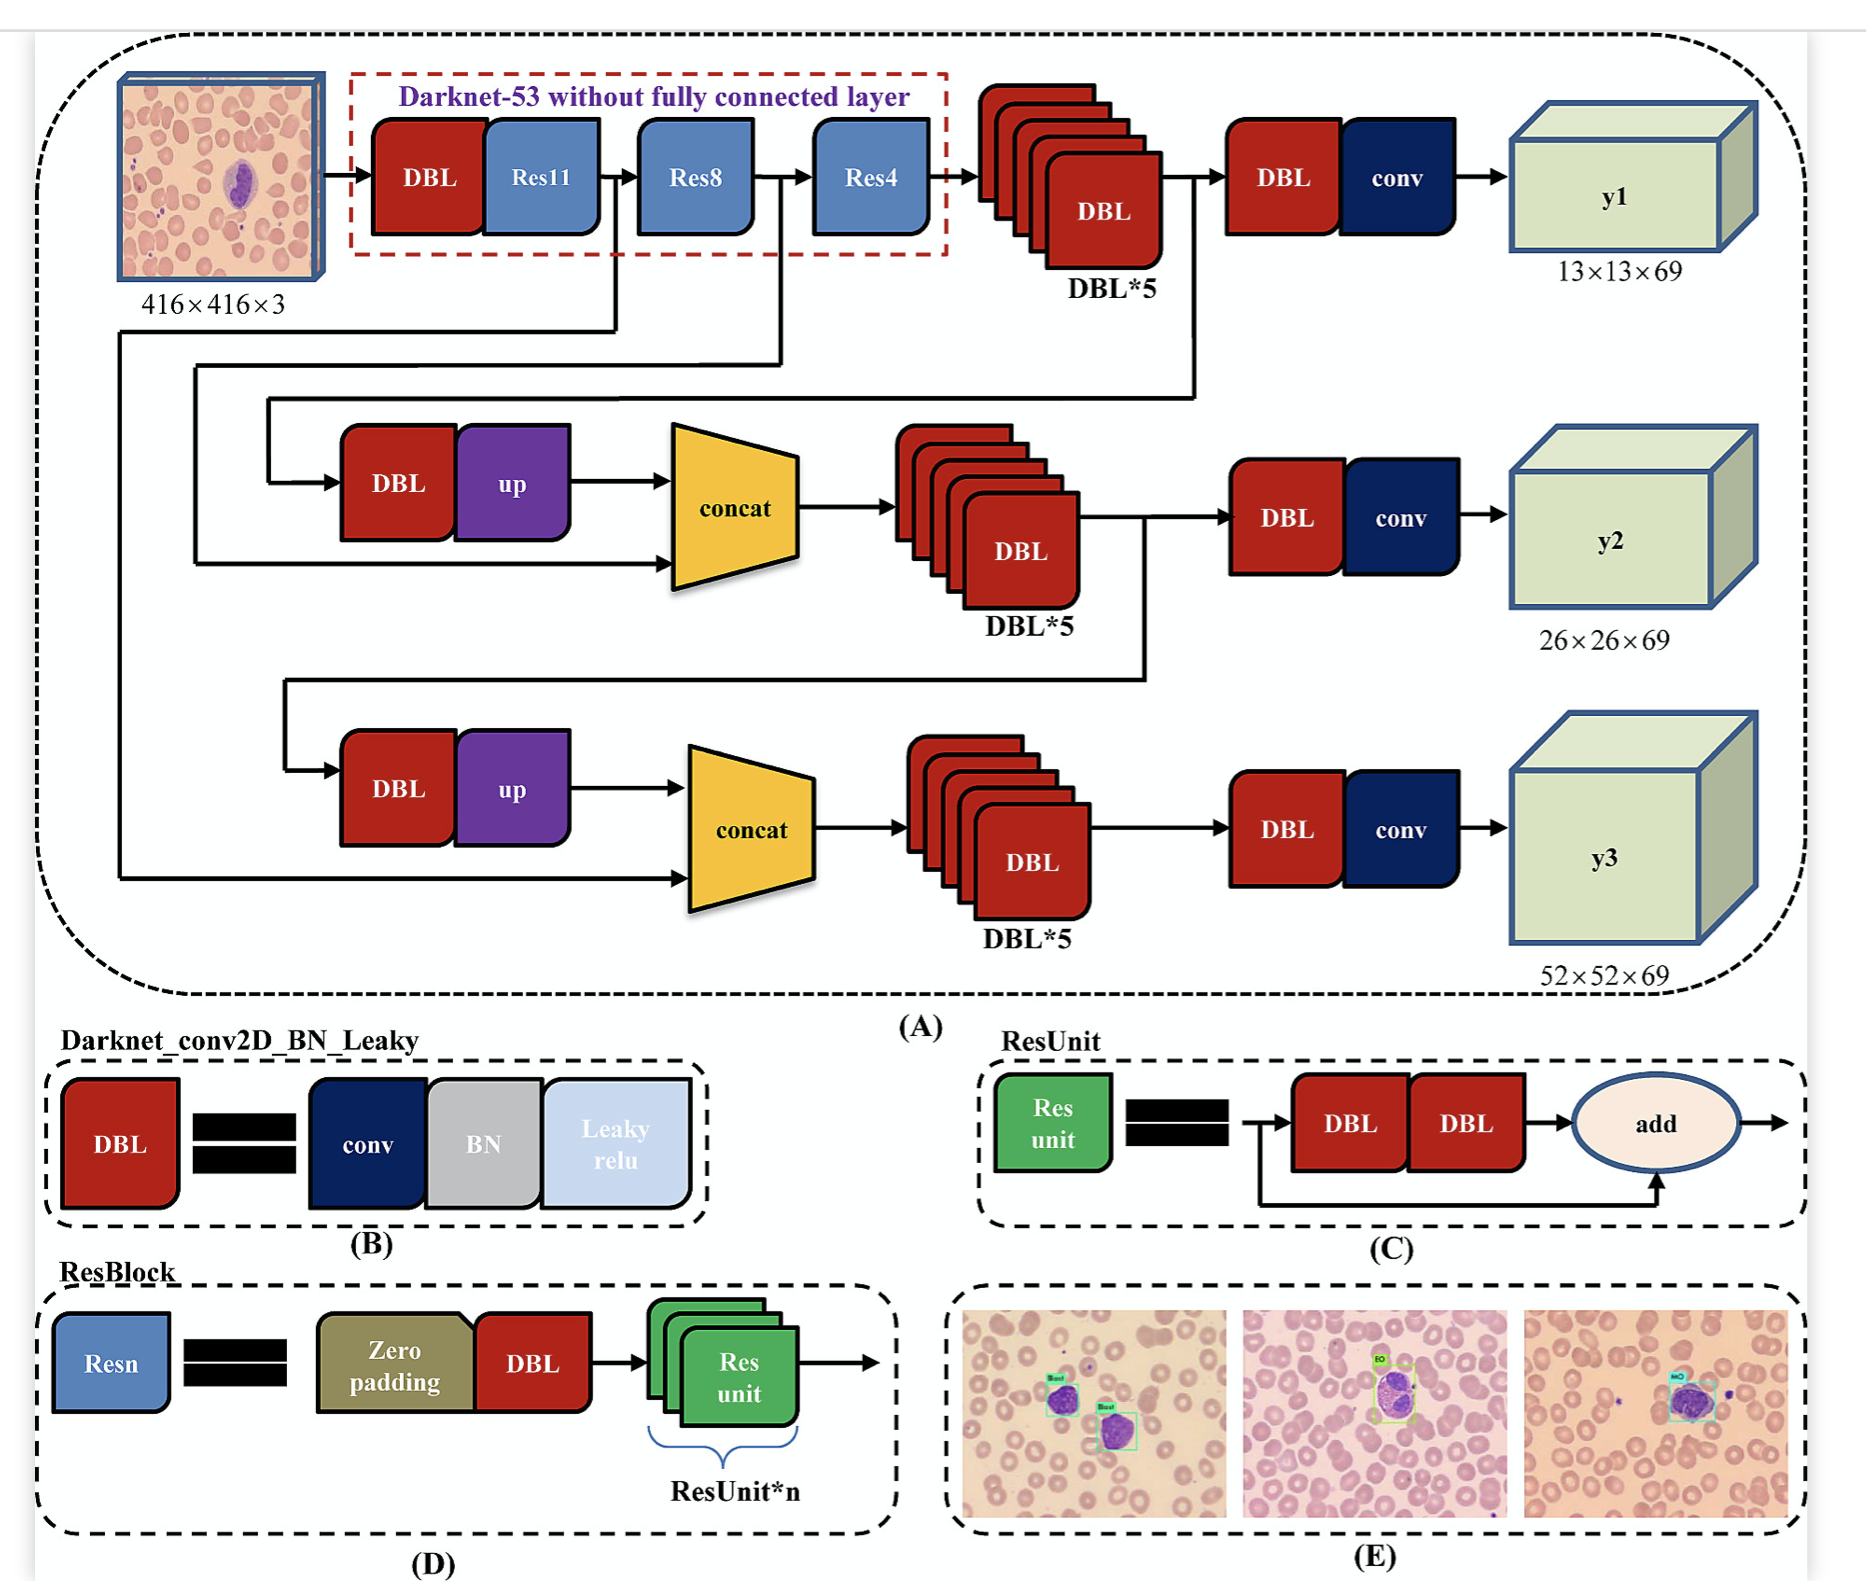 Darknet-53 without fully connected layer
DBL
Res11
Res8
Res4
DBL
DBL*5
DBL
conv
y1
416×416×3
13×13×69
DBL
up
concat
DBL
DBL*5
DBL
conv
y2
26×26×69
DBL
up
concat
DBL
DBL*5
DBL
conv
y3
52×52×69
(A)
Darknet_conv2D_BN_Leaky
DBL
conv
BN
Leaky
relu
(B)
ResUnit
Res
unit
DBL
DBL
add
(C)
ResBlock
Resn
Zero
padding
DBL
Res
unit
ResUnit*n
(D)
Blast
Blast
EO
MO
(E)